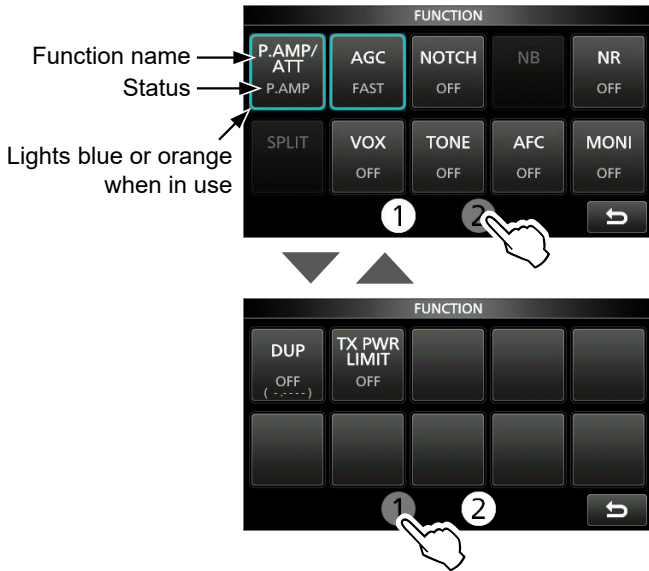 FUNCTION
Function name
Status
Lights blue or orange
when in use
P.AMP/
ATT
P.AMP
AGC
FAST
NOTCH
OFF
NB
NR
OFF
SPLIT
VOX
OFF
TONE
OFF
AFC
OFF
MONI
OFF
1
2
FUNCTION
DUP
OFF
( -.---- )
TX PWR
LIMIT
OFF
1
2